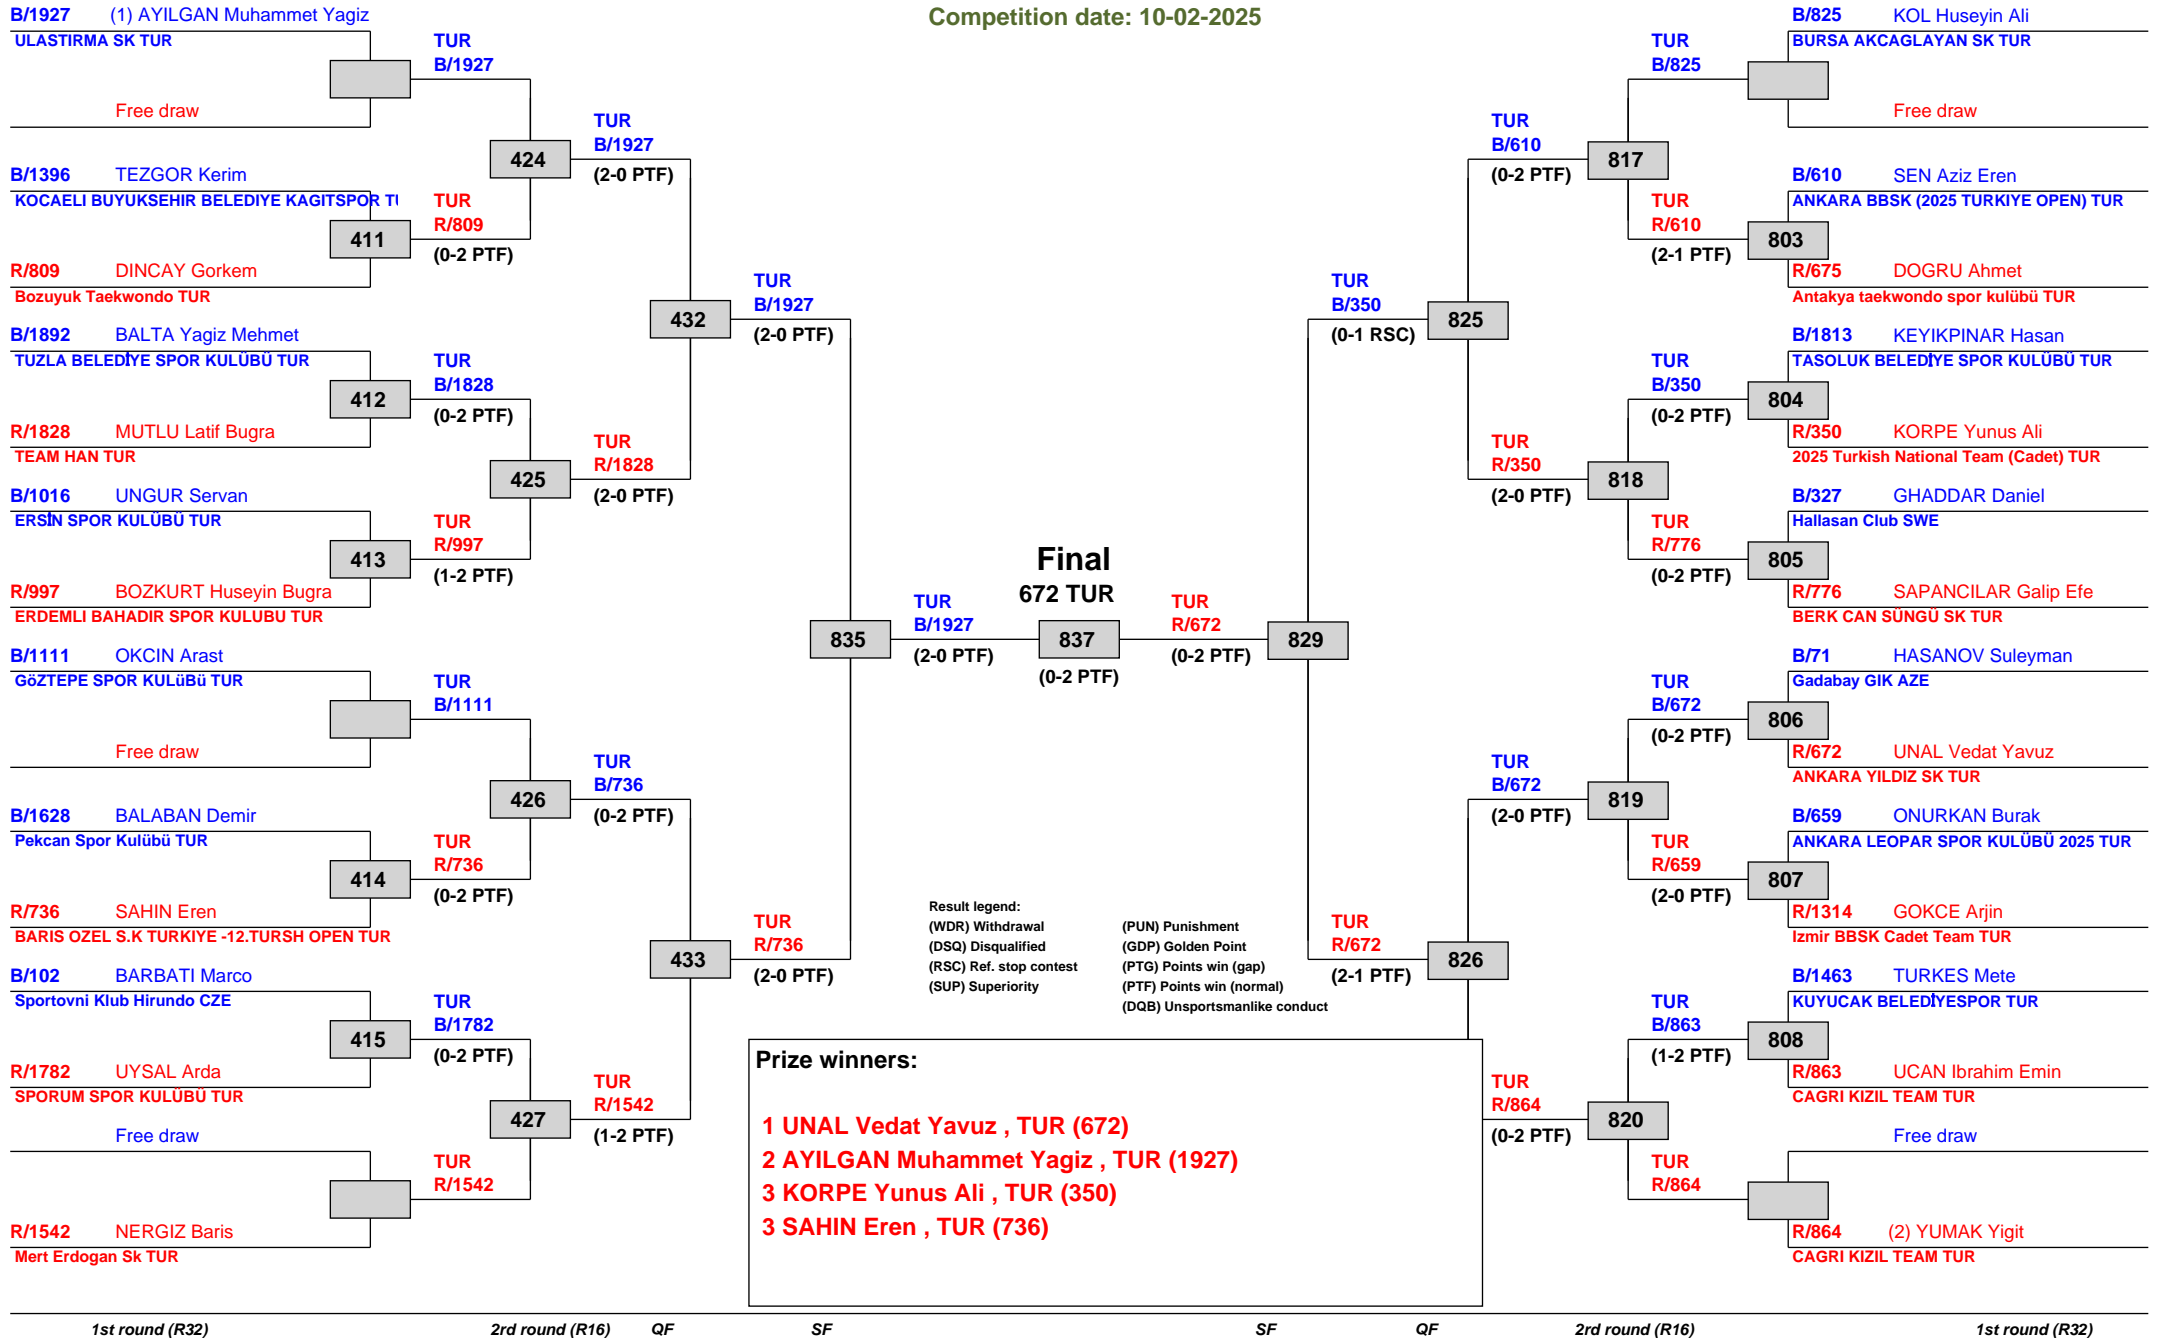 Competition date: 10-02-2025
B/1927 (1) AYILGAN Muhammet Yagiz
ULASTIRMA SK TUR
Free draw
B/1396 TEZGOR Kerim
KOCAELI BUYUKSEHIR BELEDIYE KAGITSPOR
411
R/809 DINCAY Gorkem
Bozuyuk Taekwondo TUR
B/1892 BALTA Yagiz Mehmet
TUZLA BELEDİYE SPOR KULÜBÜ TUR
412
R/1828 MUTLU Latif Bugra
TEAM HAN TUR
B/1016 UNGUR Servan
ERSİN SPOR KULÜBÜ TUR
413
R/997 BOZKURT Huseyin Bugra
ERDEMLI BAHADIR SPOR KULUBU TUR
B/1111 OKCIN Arast
GöZTEPE SPOR KULüBü TUR
Free draw
B/1628 BALABAN Demir
Pekcan Spor Kulübü TUR
414
R/736 SAHIN Eren
BARIS OZEL S.K TURKIYE -12.TURSH OPEN TUR
B/102 BARBATI Marco
Sportovni Klub Hirundo CZE
415
R/1782 UYSAL Arda
SPORUM SPOR KULÜBÜ TUR
Free draw
R/1542 NERGIZ Baris
Mert Erdogan Sk TUR
TUR
B/1927
424
TUR
R/809
(0-2 PTF)
TUR
B/1828
(0-2 PTF)
425
TUR
R/997
(1-2 PTF)
TUR
B/1111
426
TUR
R/736
(0-2 PTF)
TUR
B/1782
(0-2 PTF)
427
TUR
R/1542
TUR
B/1927
(2-0 PTF)
432
TUR
R/1828
(2-0 PTF)
TUR
B/736
(0-2 PTF)
433
TUR
R/1542
(1-2 PTF)
TUR
B/1927
(2-0 PTF)
835
TUR
R/736
(2-0 PTF)
TUR
B/1927
(2-0 PTF)
Final
672 TUR
837
(0-2 PTF)
TUR
R/672
(0-2 PTF)
829
TUR
B/350
(0-1 RSC)
825
TUR
R/672
(2-1 PTF)
826
TUR
B/610
(0-2 PTF)
817
TUR
R/350
(2-0 PTF)
818
TUR
B/672
(2-0 PTF)
819
TUR
R/864
(0-2 PTF)
820
TUR
B/825
TUR
R/610
(2-1 PTF)
803
TUR
B/350
(0-2 PTF)
804
TUR
R/776
(0-2 PTF)
805
TUR
B/672
(0-2 PTF)
806
TUR
R/659
(2-0 PTF)
807
TUR
B/863
(1-2 PTF)
808
TUR
R/864
B/825 KOL Huseyin Ali
BURSA AKCAGLAYAN SK TUR
Free draw
B/610 SEN Aziz Eren
ANKARA BBSK (2025 TURKIYE OPEN) TUR
R/675 DOGRU Ahmet
Antakya taekwondo spor kulübü TUR
B/1813 KEYIKPINAR Hasan
TASOLUK BELEDİYE SPOR KULÜBÜ TUR
R/350 KORPE Yunus Ali
2025 Turkish National Team (Cadet) TUR
B/327 GHADDAR Daniel
Hallasan Club SWE
R/776 SAPANCILAR Galip Efe
BERK CAN SÜNGÜ SK TUR
B/71 HASANOV Suleyman
Gadabay GIK AZE
R/672 UNAL Vedat Yavuz
ANKARA YILDIZ SK TUR
B/659 ONURKAN Burak
ANKARA LEOPAR SPOR KULÜBÜ 2025 TUR
R/1314 GOKCE Arjin
Izmir BBSK Cadet Team TUR
B/1463 TURKES Mete
KUYUCAK BELEDİYESPOR TUR
R/863 UCAN Ibrahim Emin
CAGRI KIZIL TEAM TUR
Free draw
R/864 (2) YUMAK Yigit
CAGRI KIZIL TEAM TUR
Result legend:
(WDR) Withdrawal (PUN) Punishment
(DSQ) Disqualified (GDP) Golden Point
(RSC) Ref. stop contest (PTG) Points win (gap)
(SUP) Superiority (PTF) Points win (normal)
(DQB) Unsportsmanlike conduct
Prize winners:
1 UNAL Vedat Yavuz , TUR (672)
2 AYILGAN Muhammet Yagiz , TUR (1927)
3 KORPE Yunus Ali , TUR (350)
3 SAHIN Eren , TUR (736)
1st round (R32) 2rd round (R16) QF SF SF QF 2rd round (R16) 1st round (R32)